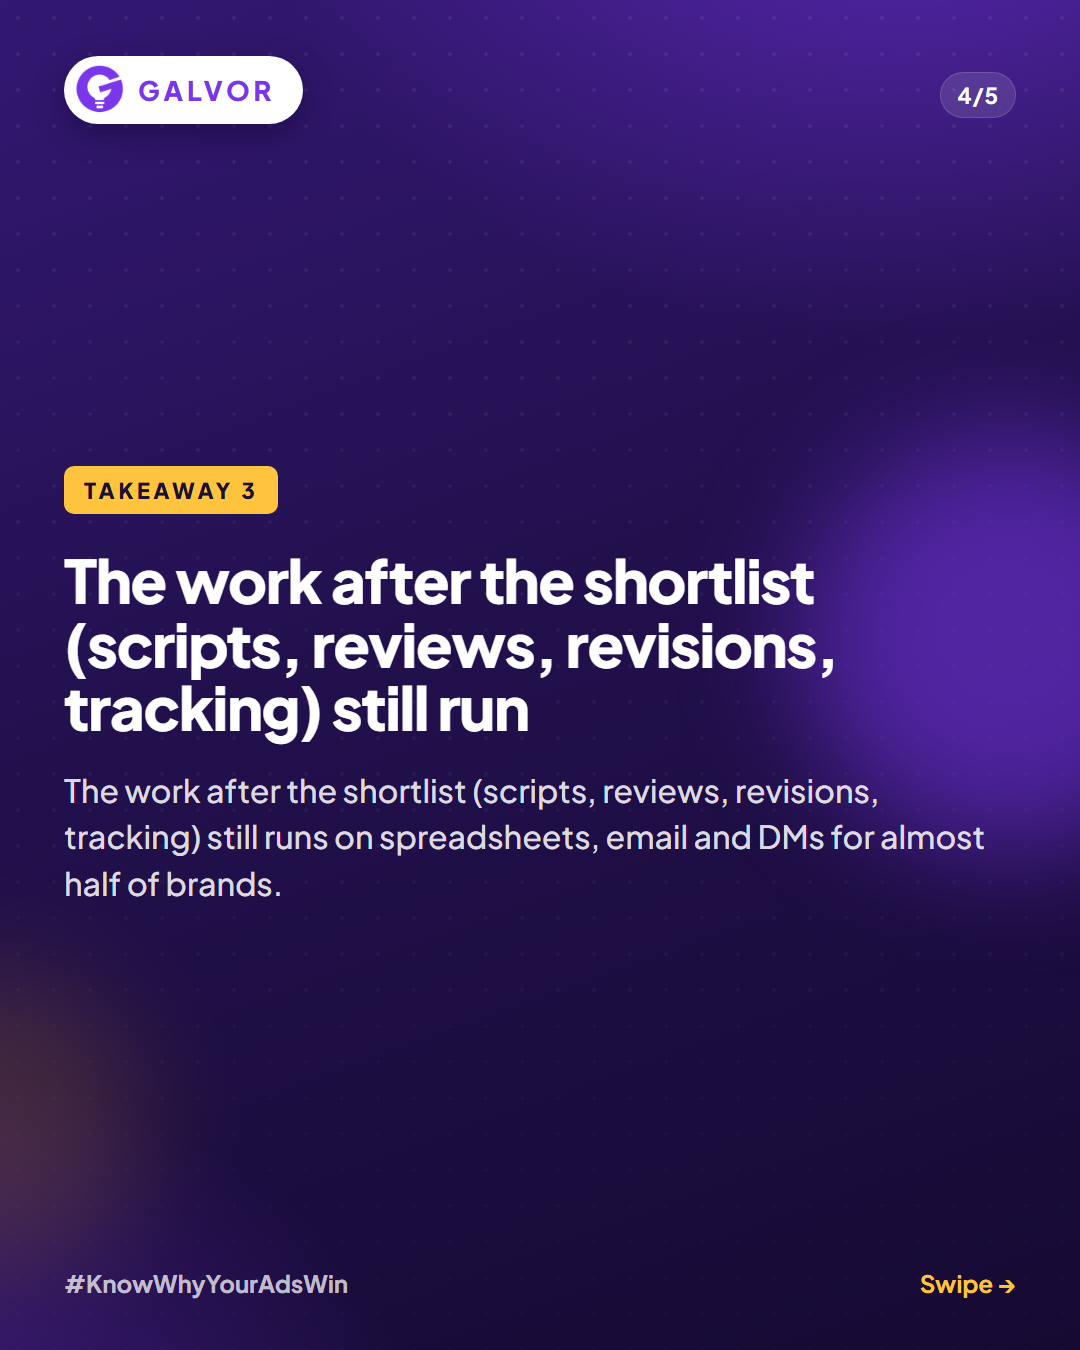 GALVOR
4/5
TAKEAWAY 3
The work after the shortlist
(scripts, reviews, revisions,
tracking) still run
The work after the shortlist (scripts, reviews, revisions,
tracking) still runs on spreadsheets, email and DMs for almost
half of brands.
#KnowWhyYourAdsWin
Swipe →